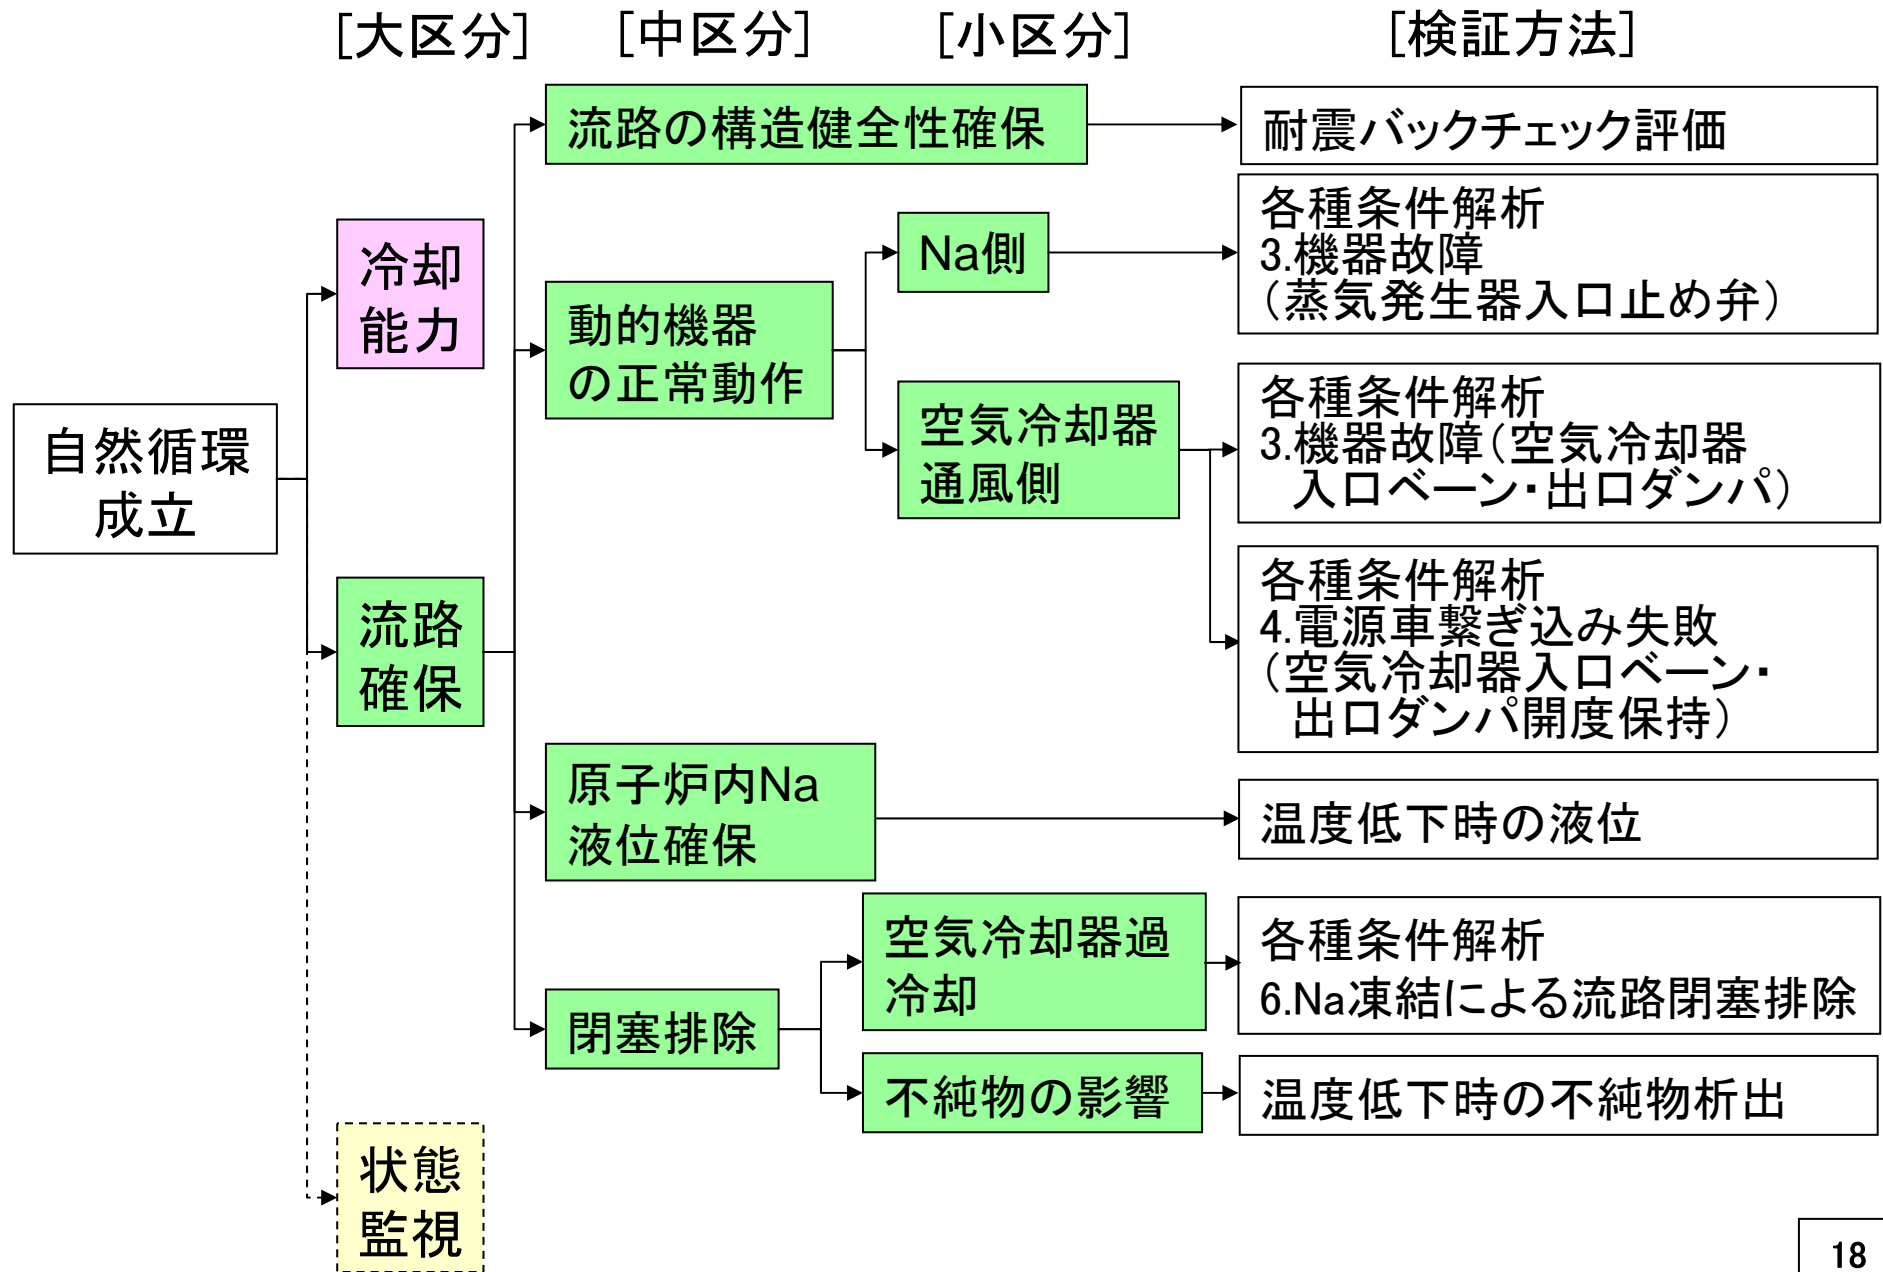 ［大区分］ ［中区分］ ［小区分］ ［検証方法］
流路の構造健全性確保
耐震バックチェック評価
冷却
能力
動的機器
の正常動作
Na側
各種条件解析
3.機器故障
（蒸気発生器入口止め弁）
空気冷却器
通風側
各種条件解析
3.機器故障（空気冷却器
入口ベーン・出口ダンパ）
自然循環
成立
各種条件解析
4.電源車繋ぎ込み失敗
（空気冷却器入口ベーン・
出口ダンパ開度保持）
流路
確保
原子炉内Na
液位確保
温度低下時の液位
閉塞排除
空気冷却器過
冷却
各種条件解析
6.Na凍結による流路閉塞排除
不純物の影響
温度低下時の不純物析出
状態
監視
18